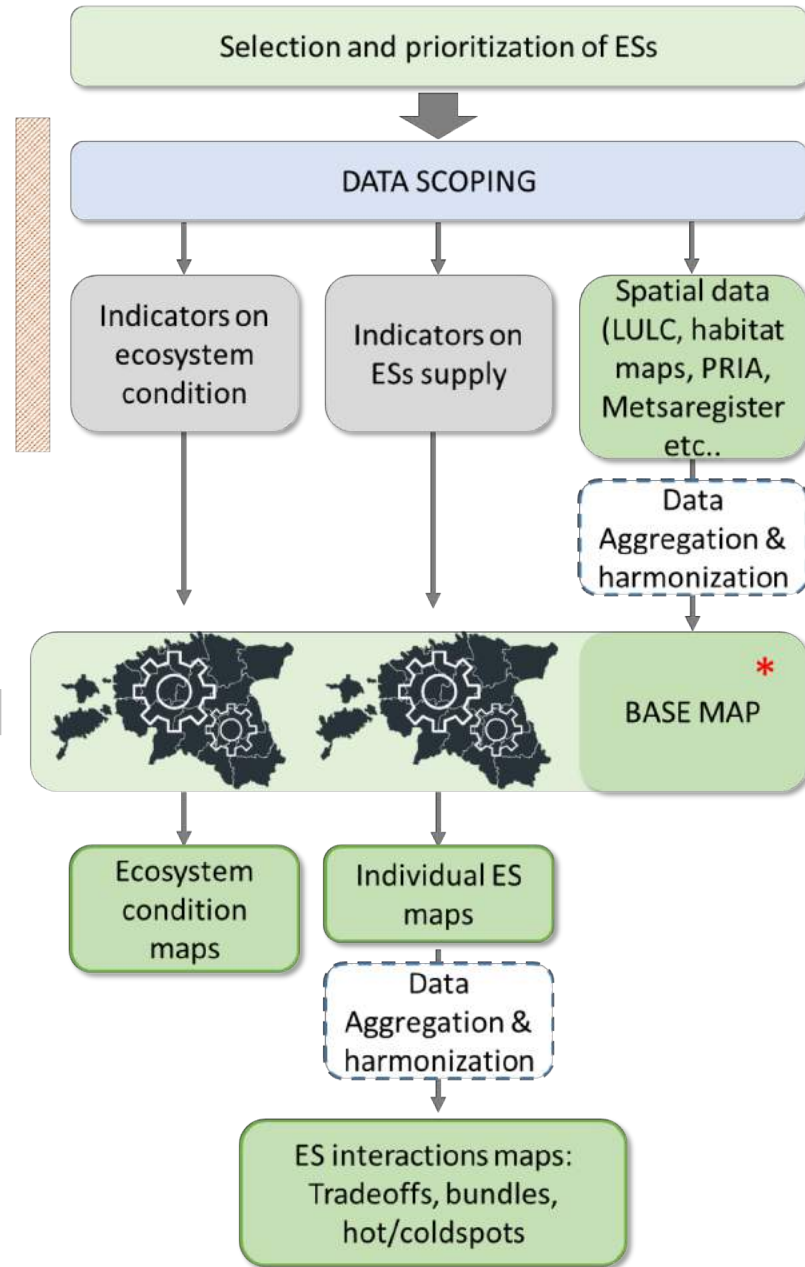 Selection and prioritization of ESs
DATA SCOPING
Indicators on
ecosystem
condition
Indicators on
ESs supply
Spatial data
(LULC, habitat
maps, PRIA,
Metsaregister
etc..
Data
Aggregation &
harmonization
*
BASE MAP
Ecosystem
condition
maps
Individual ES
maps
Data
Aggregation &
harmonization
ES interactions maps:
Tradeoffs, bundles,
hot/coldspots